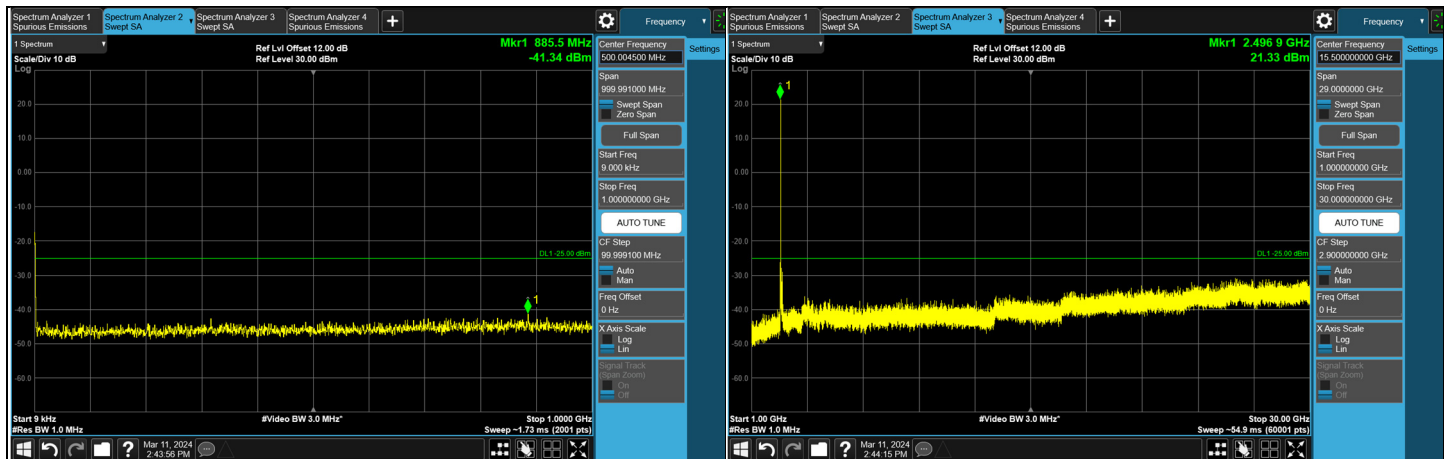 Spectrum Analyzer 1
Spurious Emissions
Spectrum Analyzer 2
Swept SA
Spectrum Analyzer 3
Swept SA
Spectrum Analyzer 4
Spurious Emissions
Frequency
1 Spectrum
Scale/Div 10 dB
Log
Ref Lvl Offset 12.00 dB
Ref Level 30.00 dBm
Mkr1 885.5 MHz
-41.34 dBm
20.0
10.0
0.00
-10.0
-20.0
-30.0
-40.0
-50.0
-60.0
DL1 -25.00 dBm
1
Start 9 kHz
#Res BW 1.0 MHz
#Video BW 3.0 MHz*
Stop 1.0000 GHz
Sweep ~1.73 ms (2001 pts)
Center Frequency
500.004500 MHz
Span
999.991000 MHz
Swept Span
Zero Span
Full Span
Start Freq
9.000 kHz
Stop Freq
1.000000000 GHz
AUTO TUNE
CF Step
99.999100 MHz
Auto
Man
Freq Offset
0 Hz
X Axis Scale
Log
Lin
Signal Track
(Span Zoom)
On
Off
Settings
?
Mar 11, 2024
2:43:56 PM
Spectrum Analyzer 1
Spurious Emissions
Spectrum Analyzer 2
Swept SA
Spectrum Analyzer 3
Swept SA
Spectrum Analyzer 4
Spurious Emissions
Frequency
1 Spectrum
Scale/Div 10 dB
Log
Ref Lvl Offset 12.00 dB
Ref Level 30.00 dBm
Mkr1 2.496 9 GHz
21.33 dBm
20.0
10.0
0.00
-10.0
-20.0
-30.0
-40.0
-50.0
-60.0
DL1 -25.00 dBm
1
Start 1.00 GHz
#Res BW 1.0 MHz
#Video BW 3.0 MHz*
Stop 30.00 GHz
Sweep ~54.9 ms (60001 pts)
Center Frequency
15.500000000 GHz
Span
29.0000000 GHz
Swept Span
Zero Span
Full Span
Start Freq
1.00000000 GHz
Stop Freq
30.000000000 GHz
AUTO TUNE
CF Step
2.900000000 GHz
Auto
Man
Freq Offset
0 Hz
X Axis Scale
Log
Lin
Signal Track
(Span Zoom)
On
Off
Settings
?
Mar 11, 2024
2:44:15 PM